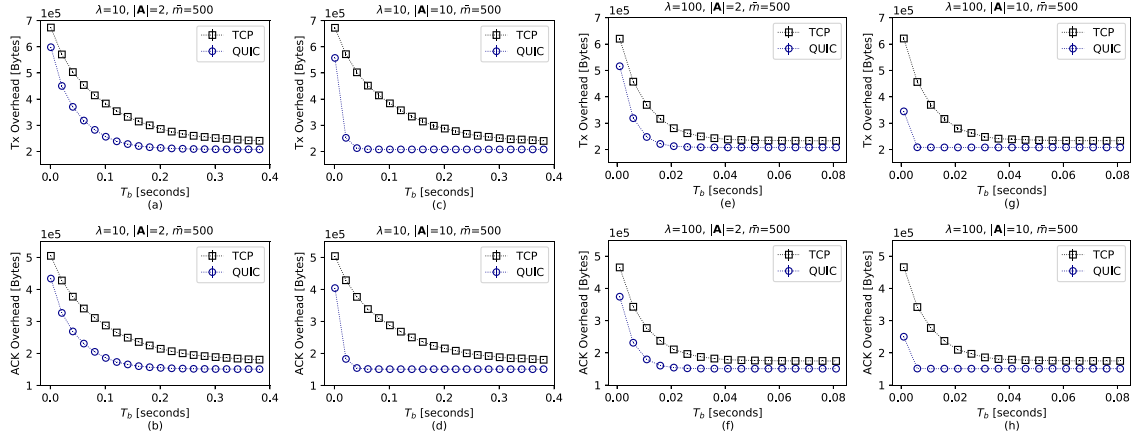 λ=10, |A|=2, m̄=500
1e5
7
6
5
4
3
2
Tx Overhead [Bytes]
TCP
QUIC
0.0 0.1 0.2 0.3 0.4
T_b [seconds]
(a)
λ=10, |A|=10, m̄=500
1e5
7
6
5
4
3
2
Tx Overhead [Bytes]
TCP
QUIC
0.0 0.1 0.2 0.3 0.4
T_b [seconds]
(c)
λ=100, |A|=2, m̄=500
1e5
7
6
5
4
3
2
Tx Overhead [Bytes]
TCP
QUIC
0.00 0.02 0.04 0.06 0.08
T_b [seconds]
(e)
λ=100, |A|=10, m̄=500
1e5
7
6
5
4
3
2
Tx Overhead [Bytes]
TCP
QUIC
0.00 0.02 0.04 0.06 0.08
T_b [seconds]
(g)
λ=10, |A|=2, m̄=500
1e5
5
4
3
2
1
ACK Overhead [Bytes]
TCP
QUIC
0.0 0.1 0.2 0.3 0.4
T_b [seconds]
(b)
λ=10, |A|=10, m̄=500
1e5
5
4
3
2
1
ACK Overhead [Bytes]
TCP
QUIC
0.0 0.1 0.2 0.3 0.4
T_b [seconds]
(d)
λ=100, |A|=2, m̄=500
1e5
5
4
3
2
1
ACK Overhead [Bytes]
TCP
QUIC
0.00 0.02 0.04 0.06 0.08
T_b [seconds]
(f)
λ=100, |A|=10, m̄=500
1e5
5
4
3
2
1
ACK Overhead [Bytes]
TCP
QUIC
0.00 0.02 0.04 0.06 0.08
T_b [seconds]
(h)